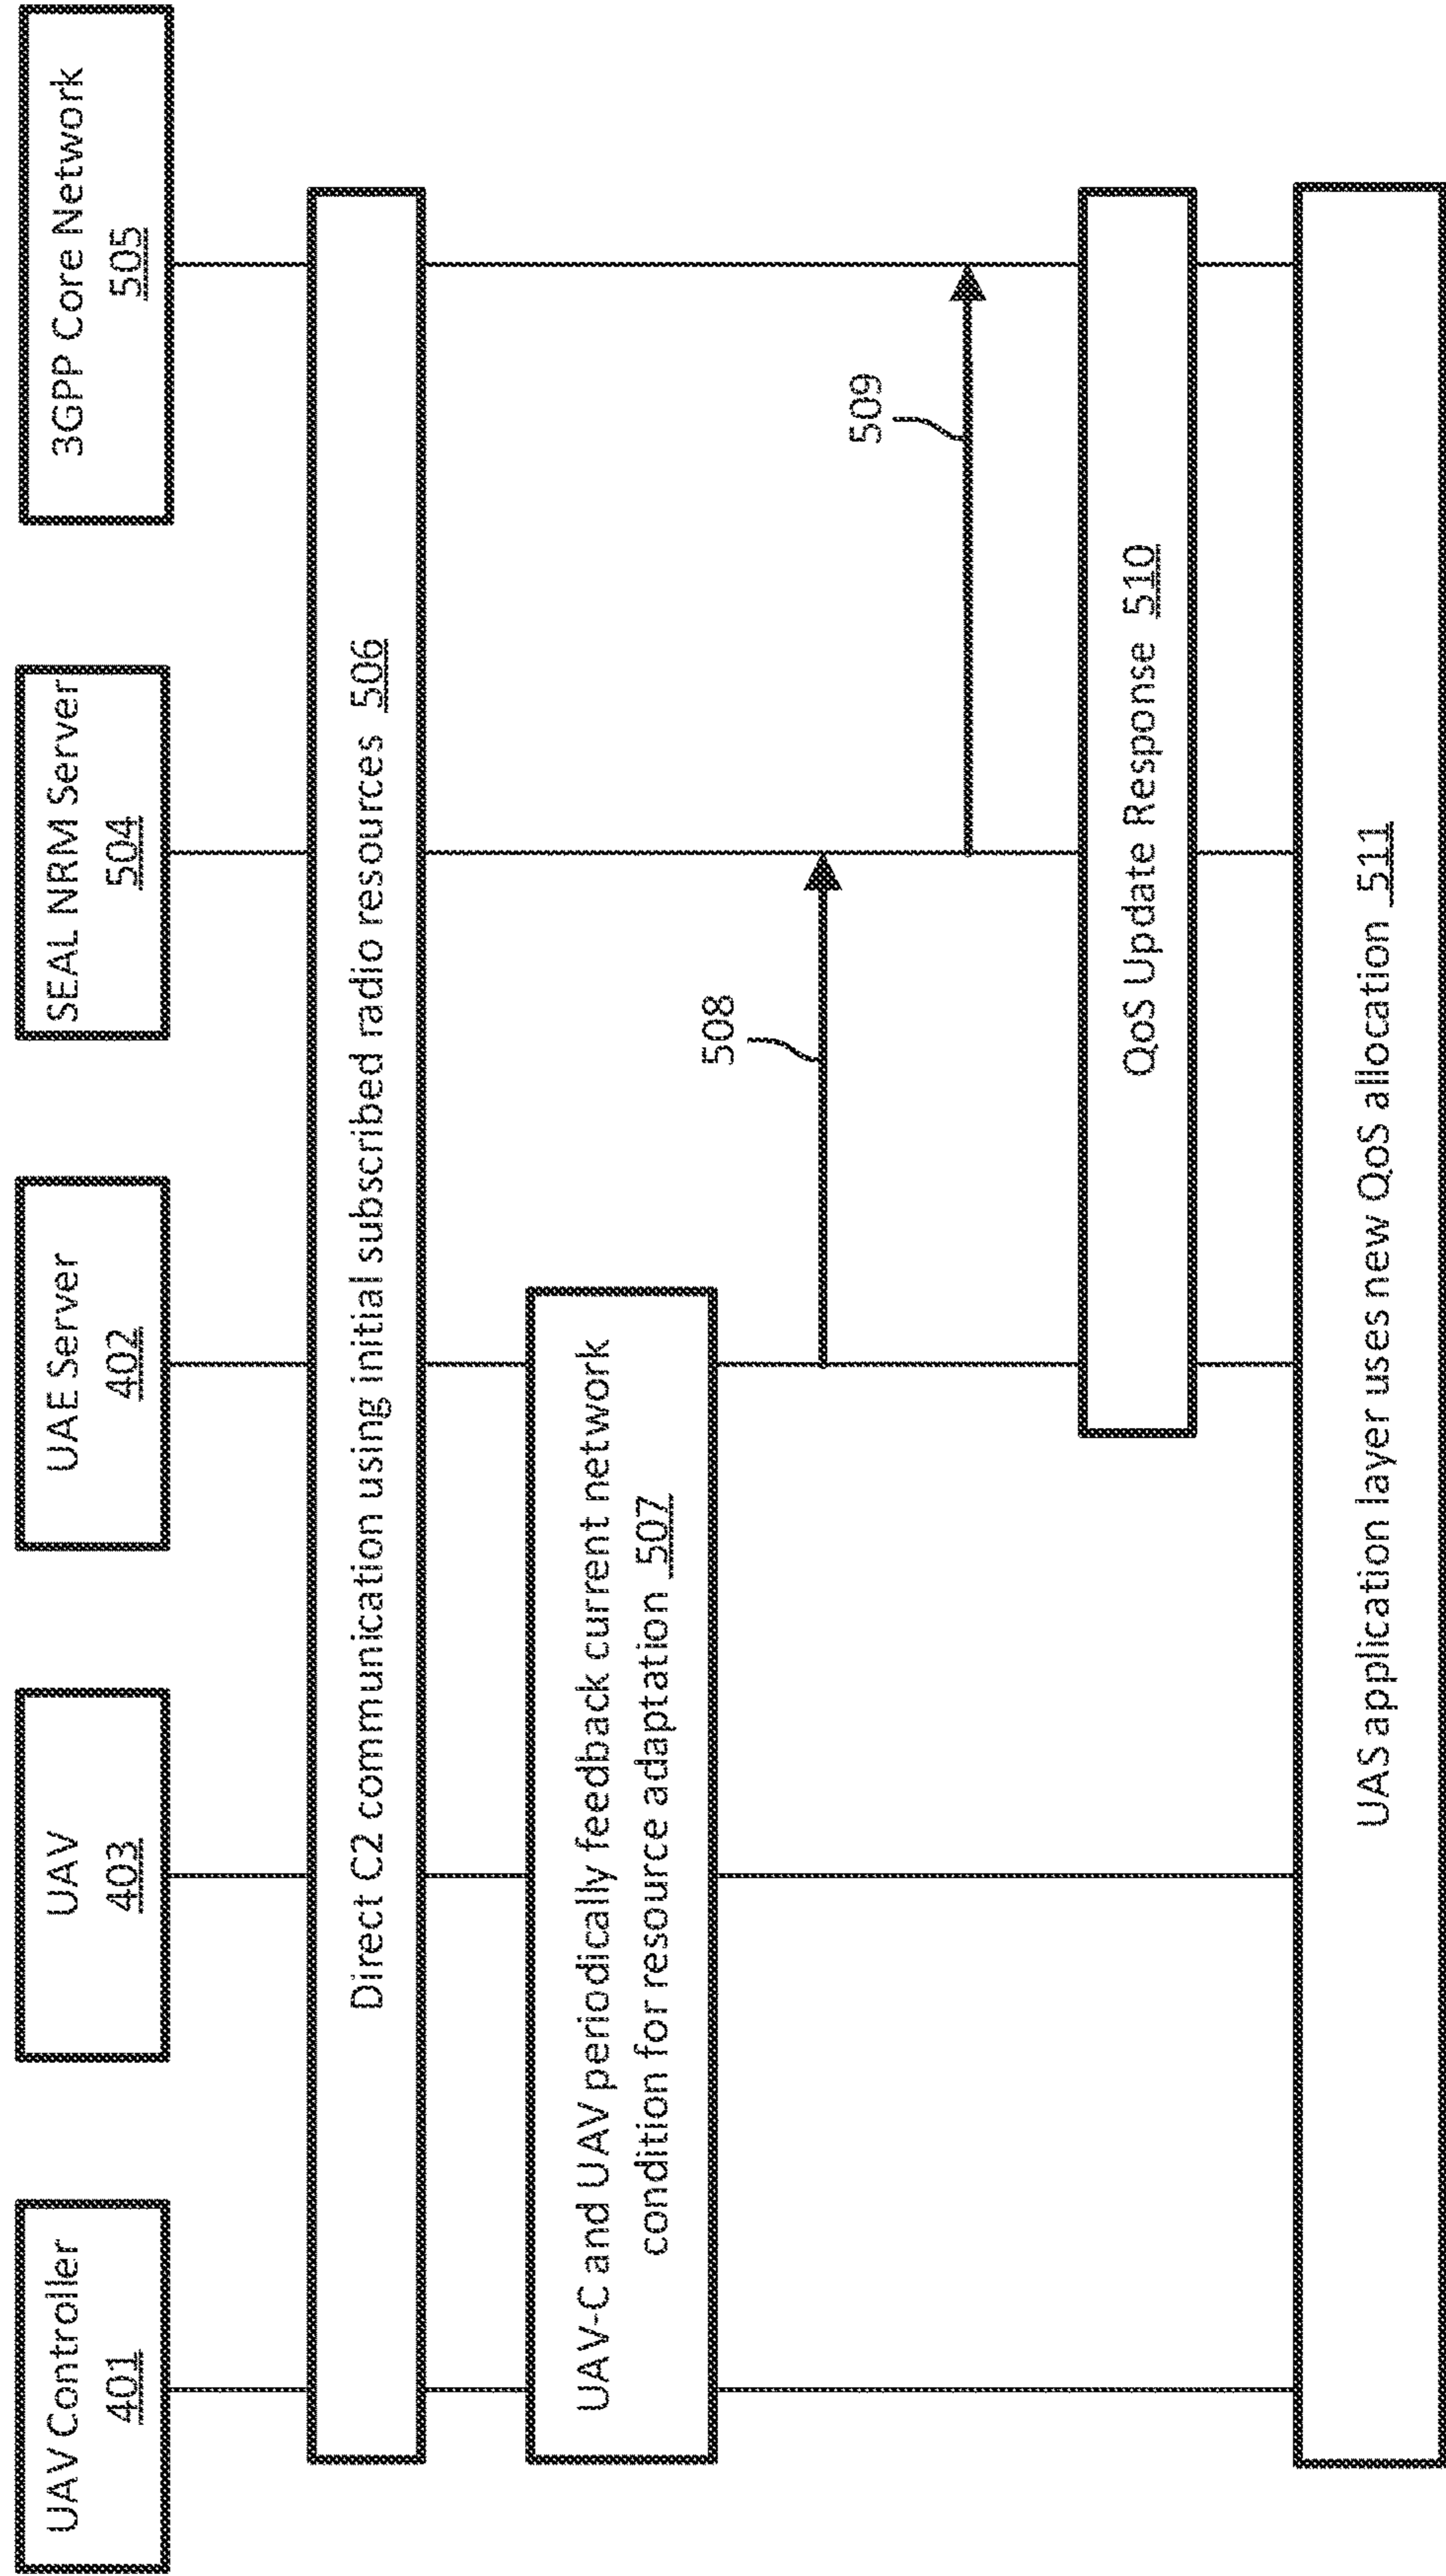 UAV Controller
401
UAV
403
UAE Server
402
SEAL NRM Server
504
3GPP Core Network
505
Direct C2 communication using initial subscribed radio resources 506
UAV-C and UAV periodically feedback current network
condition for resource adaptation 507
508
509
QoS Update Response 510
UAS application layer uses new QoS allocation 511